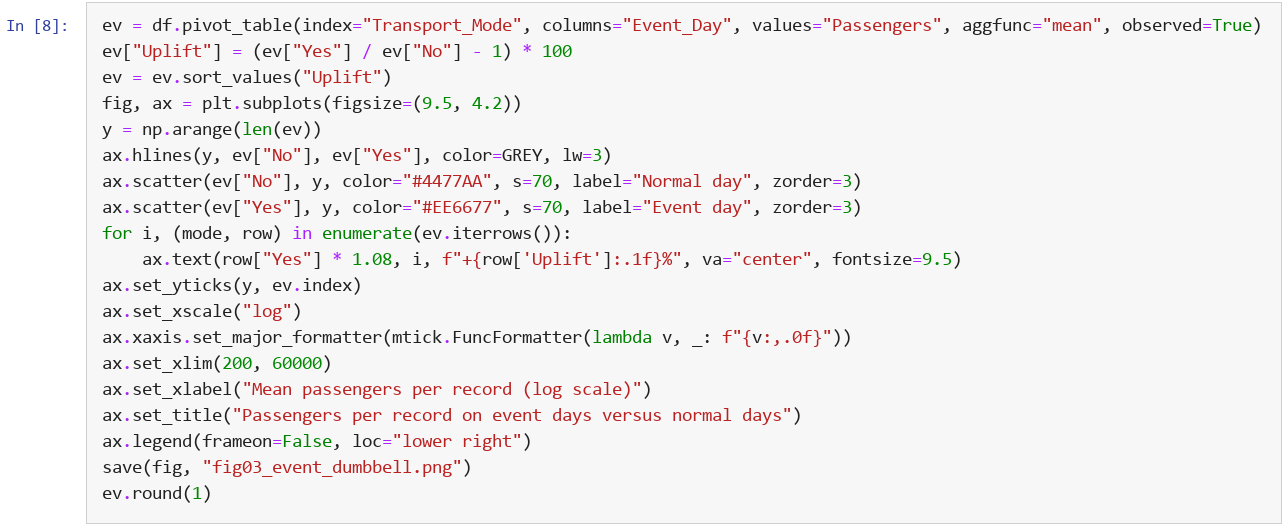 In [8]:
ev = df.pivot_table(index="Transport_Mode", columns="Event_Day", values="Passengers", aggfunc="mean", observed=True)
ev["Uplift"] = (ev["Yes"] / ev["No"] - 1) * 100
ev = ev.sort_values("Uplift")
fig, ax = plt.subplots(figsize=(9.5, 4.2))
y = np.arange(len(ev))
ax.hlines(y, ev["No"], ev["Yes"], color=GREY, lw=3)
ax.scatter(ev["No"], y, color="#4477AA", s=70, label="Normal day", zorder=3)
ax.scatter(ev["Yes"], y, color="#EE6677", s=70, label="Event day", zorder=3)
for i, (mode, row) in enumerate(ev.iterrows()):
    ax.text(row["Yes"] * 1.08, i, f"+{row['Uplift']:.1f}%", va="center", fontsize=9.5)
ax.set_yticks(y, ev.index)
ax.set_xscale("log")
ax.xaxis.set_major_formatter(mtick.FuncFormatter(lambda v, _: f"{v:,.0f}"))
ax.set_xlim(200, 60000)
ax.set_xlabel("Mean passengers per record (log scale)")
ax.set_title("Passengers per record on event days versus normal days")
ax.legend(frameon=False, loc="lower right")
save(fig, "fig03_event_dumbbell.png")
ev.round(1)